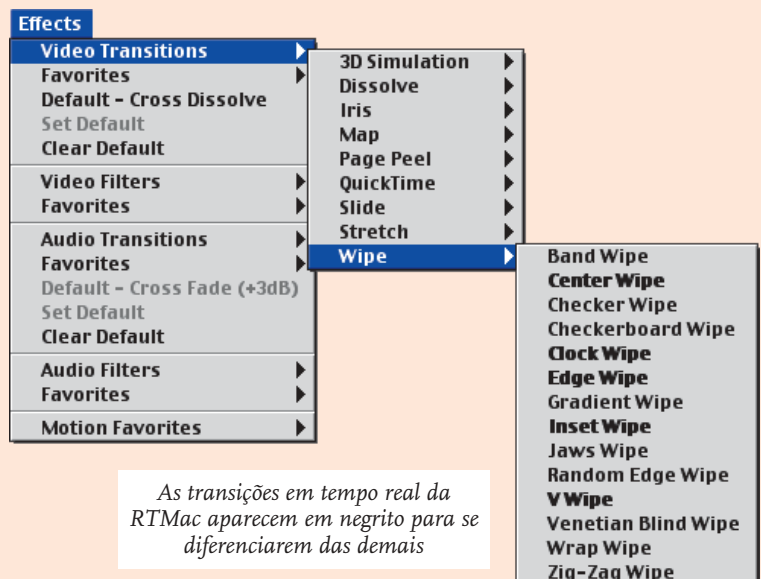 Effects
Video Transitions
Favorites
Default - Cross Dissolve
Set Default
Clear Default
Video Filters
Favorites
Audio Transitions
Favorites
Default - Cross Fade (+3dB)
Set Default
Clear Default
Audio Filters
Favorites
Motion Favorites
3D Simulation
Dissolve
Iris
Map
Page Peel
QuickTime
Slide
Stretch
Wipe
Band Wipe
Center Wipe
Checker Wipe
Checkerboard Wipe
Clock Wipe
Edge Wipe
Gradient Wipe
Inset Wipe
Jaws Wipe
Random Edge Wipe
V Wipe
Venetian Blind Wipe
Wrap Wipe
Zig-Zag Wipe
As transições em tempo real da
RTMac aparecem em negrito para se
diferenciarem das demais